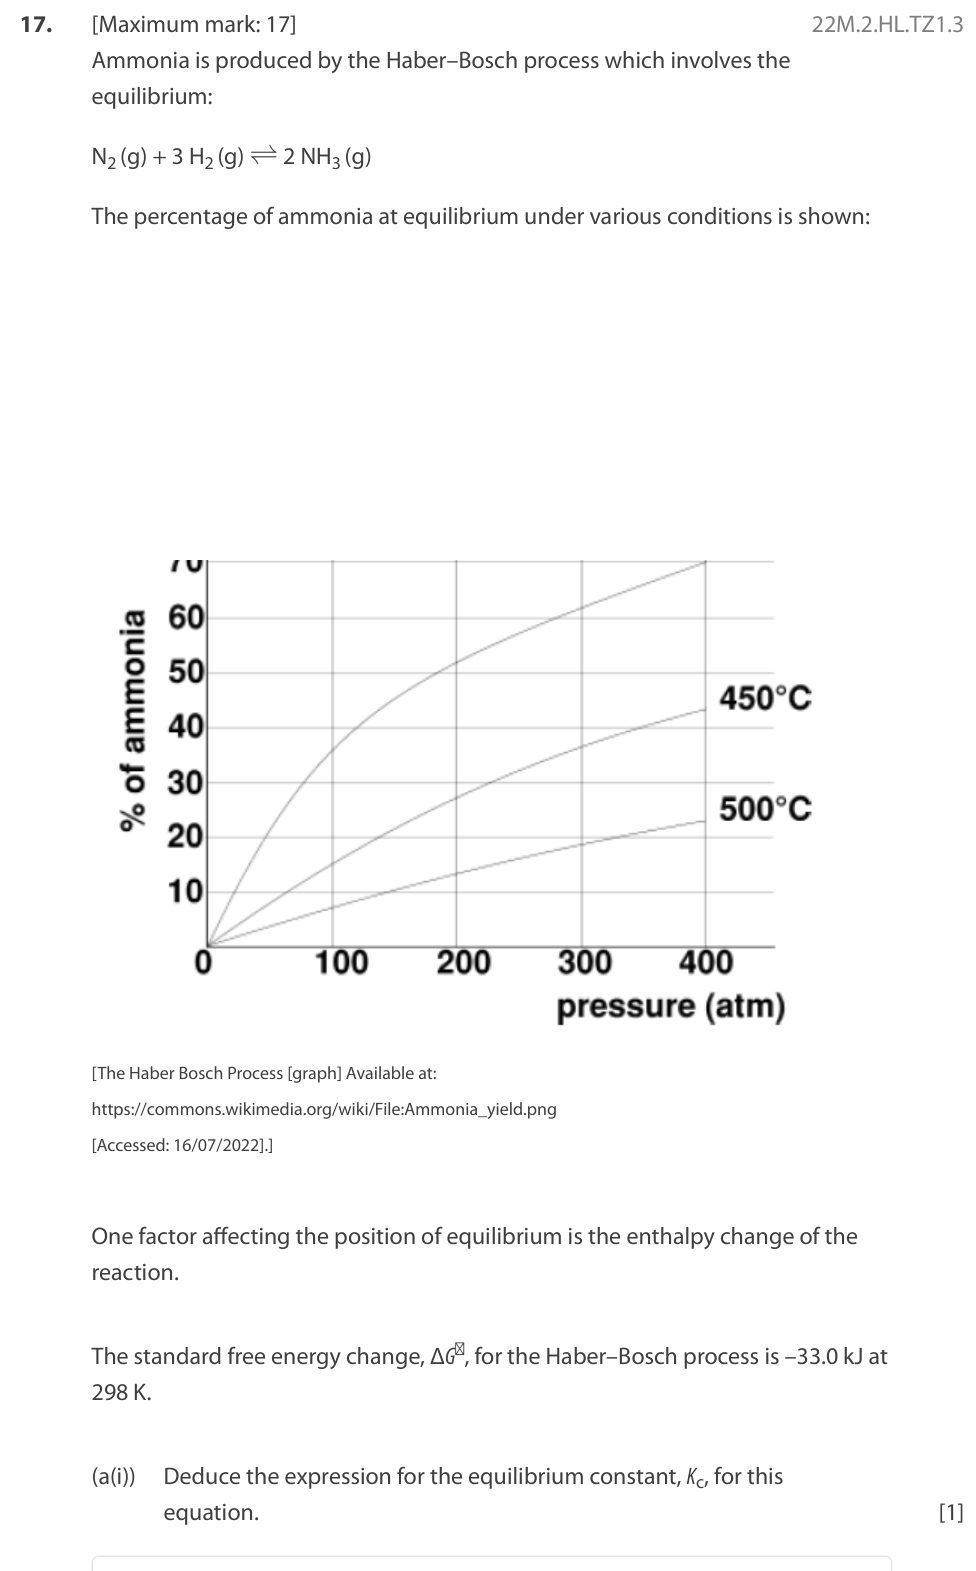 17. [Maximum mark: 17] 22M.2.HL.TZ1.3
Ammonia is produced by the Haber–Bosch process which involves the
equilibrium:
N₂ (g) + 3 H₂ (g) ⇌ 2 NH₃ (g)
The percentage of ammonia at equilibrium under various conditions is shown:
70
60
50
40
30
20
10
% of ammonia
450°C
500°C
0 100 200 300 400
pressure (atm)
[The Haber Bosch Process [graph] Available at:
https://commons.wikimedia.org/wiki/File:Ammonia_yield.png
[Accessed: 16/07/2022].]
One factor affecting the position of equilibrium is the enthalpy change of the
reaction.
The standard free energy change, ΔG, for the Haber–Bosch process is –33.0 kJ at
298 K.
(a(i)) Deduce the expression for the equilibrium constant, Kc, for this
equation. [1]